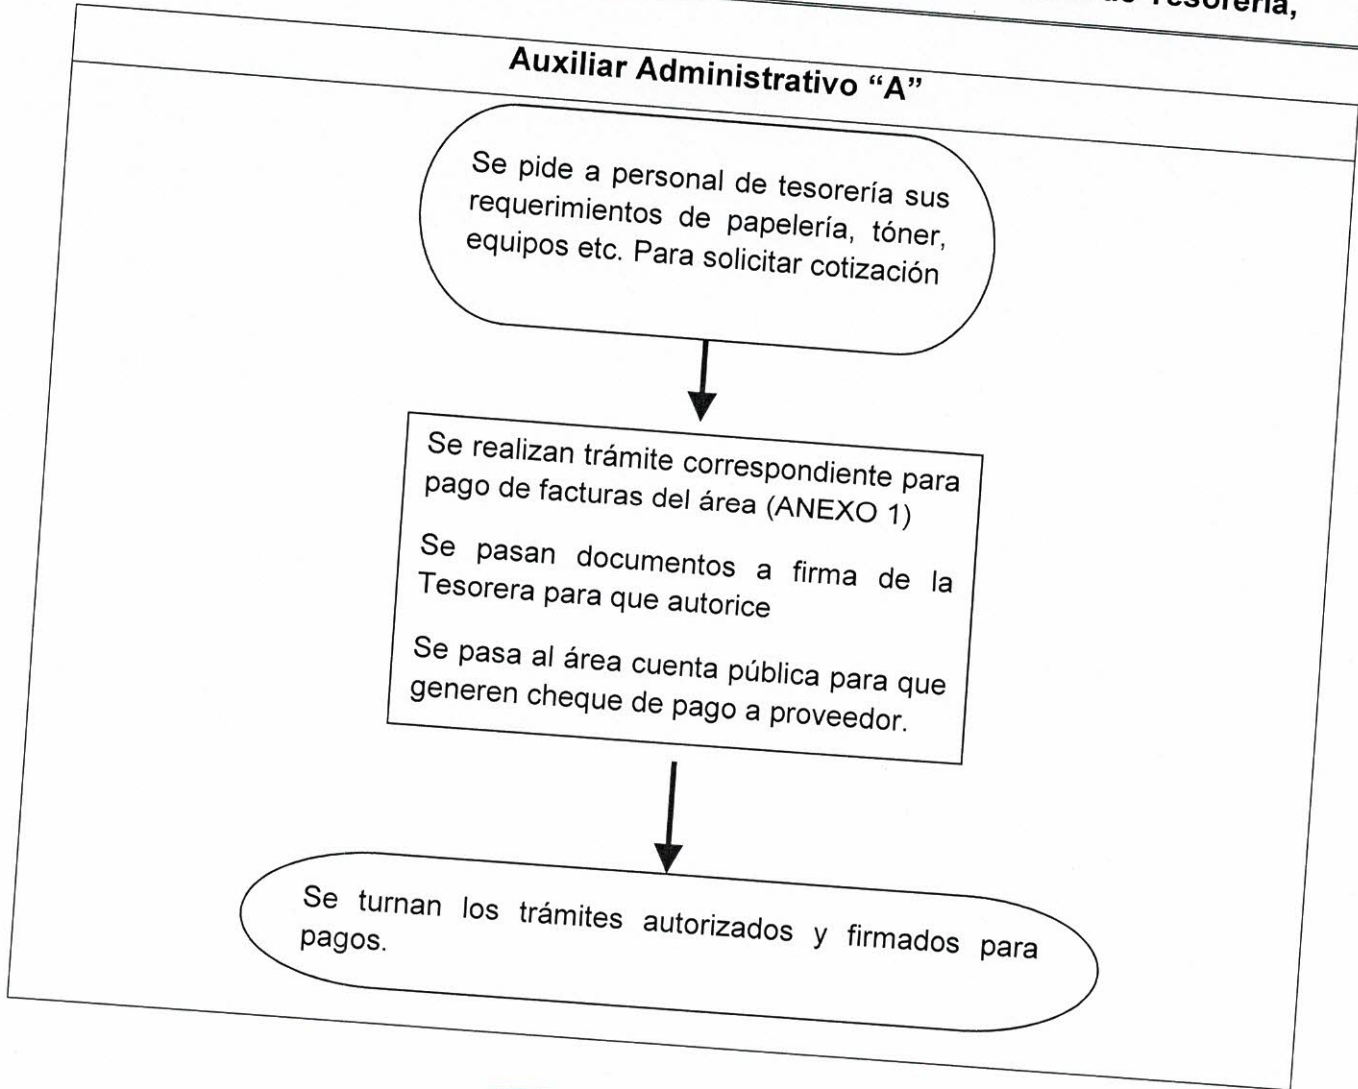 Tesorería,
Auxiliar Administrativo “A”
Se pide a personal de tesorería sus
requerimientos de papelería, tóner,
equipos etc. Para solicitar cotización
Se realizan trámite correspondiente para
pago de facturas del área (ANEXO 1)
Se pasan documentos a firma de la
Tesorera para que autorice
Se pasa al área cuenta pública para que
generen cheque de pago a proveedor.
Se turnan los trámites autorizados y firmados para
pagos.